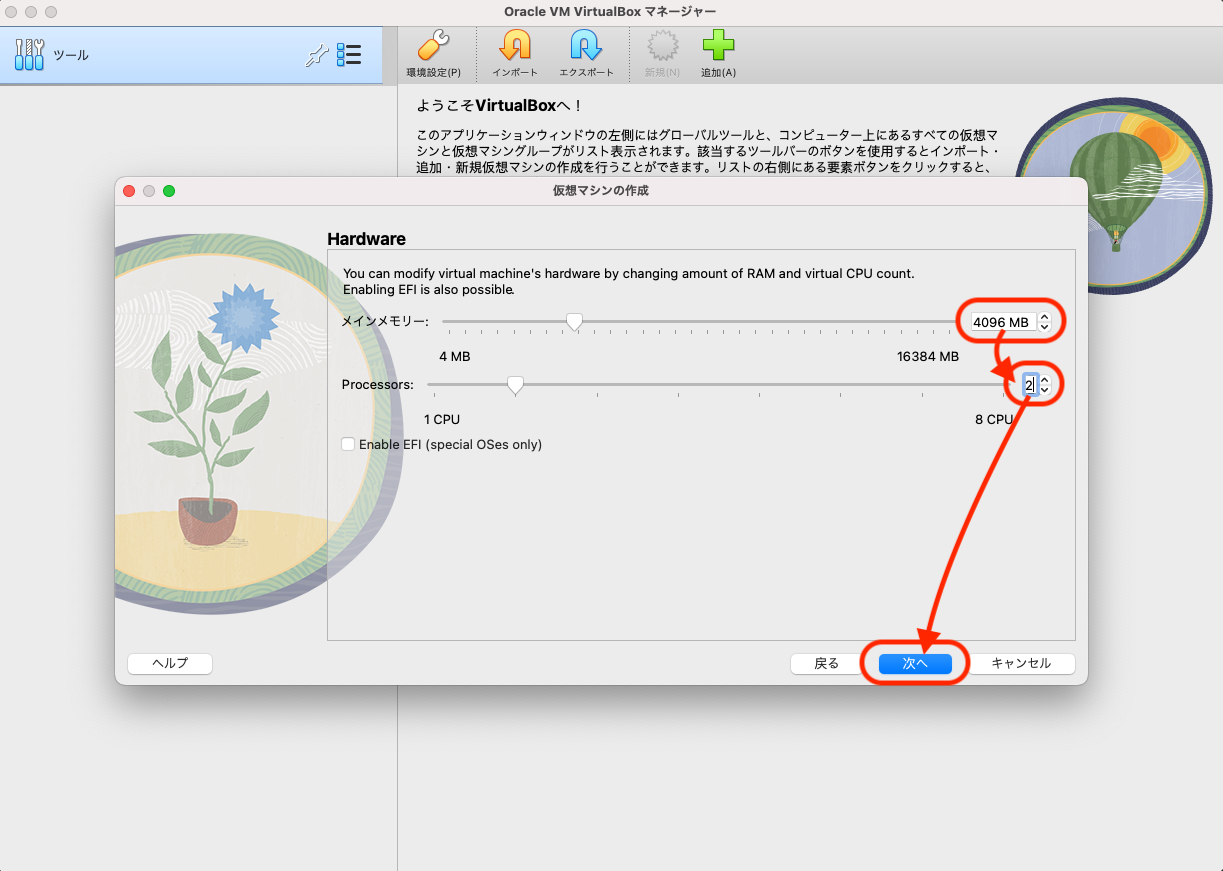 Oracle VM VirtualBox マネージャー
ツール
環境設定(P)
インポート
エクスポート
新規(N)
追加(A)
ようこそVirtualBoxへ！
このアプリケーションウィンドウの左側にはグローバルツールと、コンピューター上にあるすべての仮想マ
シンと仮想マシングループがリスト表示されます。該当するツールバーのボタンを使用するとインポート・
追加・新規仮想マシンの作成を行うことができます。リストの右側にある要素ボタンをクリックすると、
仮想マシンの作成
Hardware
You can modify virtual machine's hardware by changing amount of RAM and virtual CPU count.
Enabling EFI is also possible.
メインメモリー:
4096 MB
4 MB
16384 MB
Processors:
2
1 CPU
8 CPU
Enable EFI (special OSes only)
ヘルプ
戻る
次へ
キャンセル